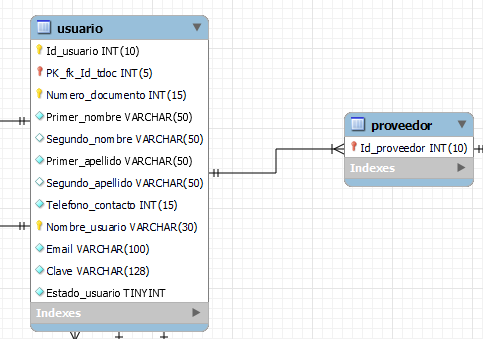 usuario
Id_usuario INT(10)
PK_fk_Id_tdoc INT(5)
Numero_documento INT(15)
Primer_nombre VARCHAR(50)
Segundo_nombre VARCHAR(50)
Primer_apellido VARCHAR(50)
Segundo_apellido VARCHAR(50)
Telefono_contacto INT(15)
Nombre_usuario VARCHAR(30)
Email VARCHAR(100)
Clave VARCHAR(128)
Estado_usuario TINYINT
Indexes
proveedor
Id_proveedor INT(10)
Indexes